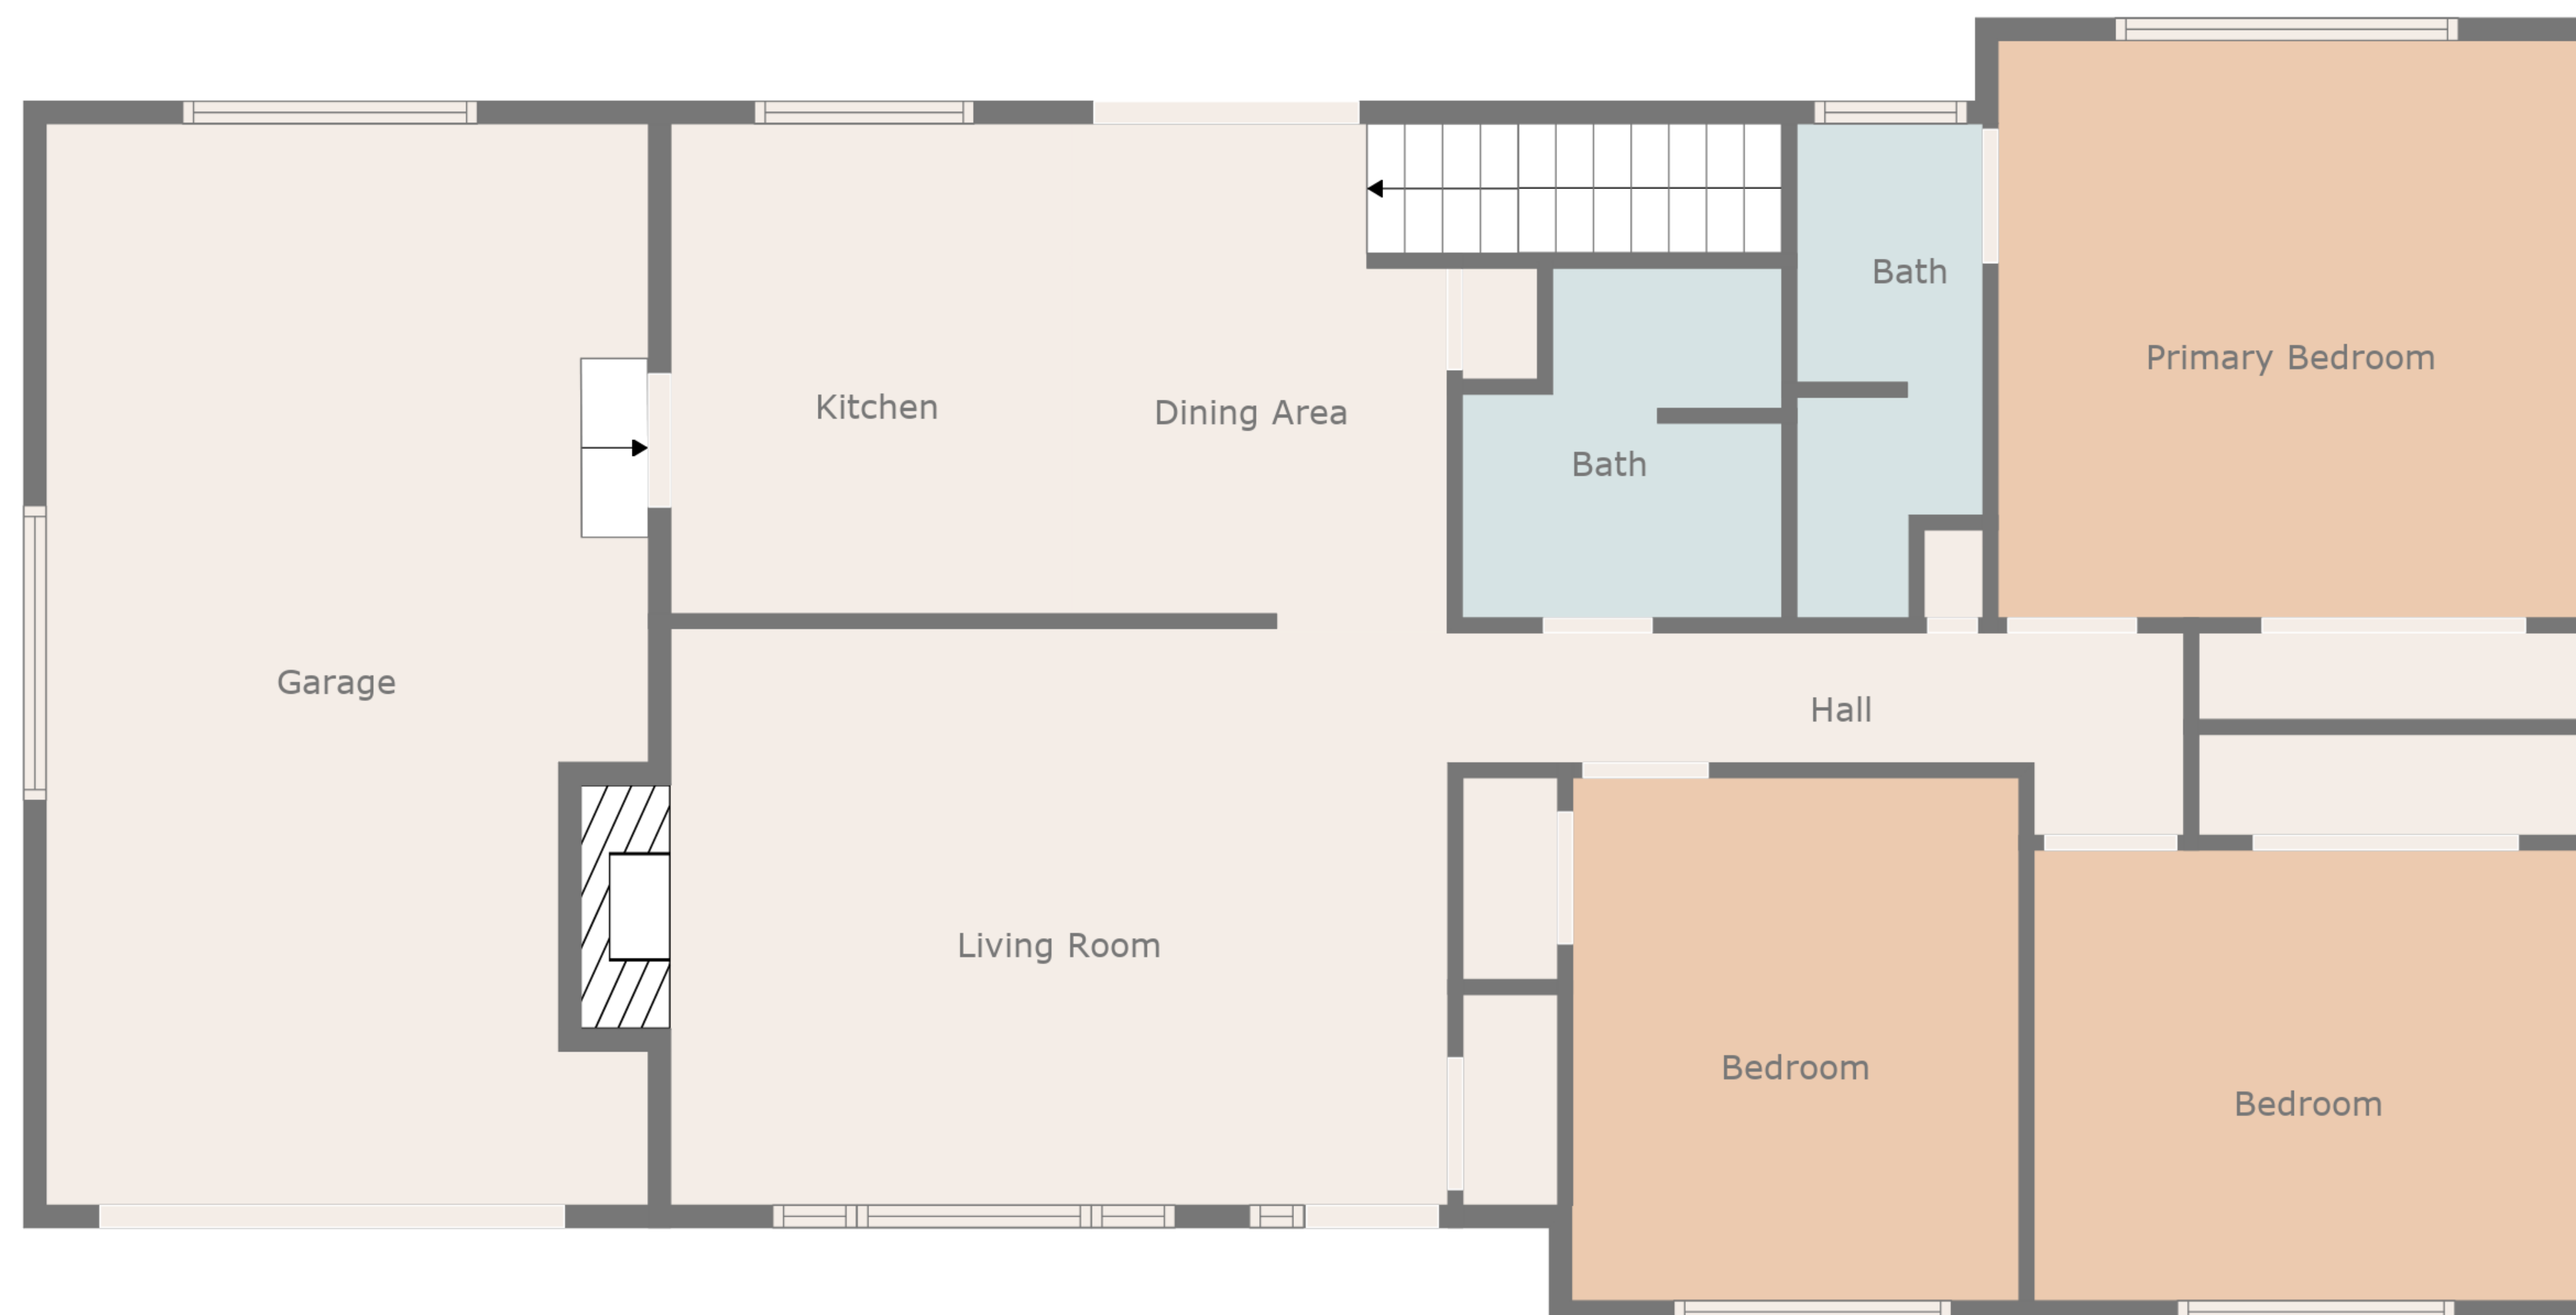 Bath
Primary Bedroom
Kitchen
Dining Area
Bath
Garage
Hall
Living Room
Bedroom
Bedroom